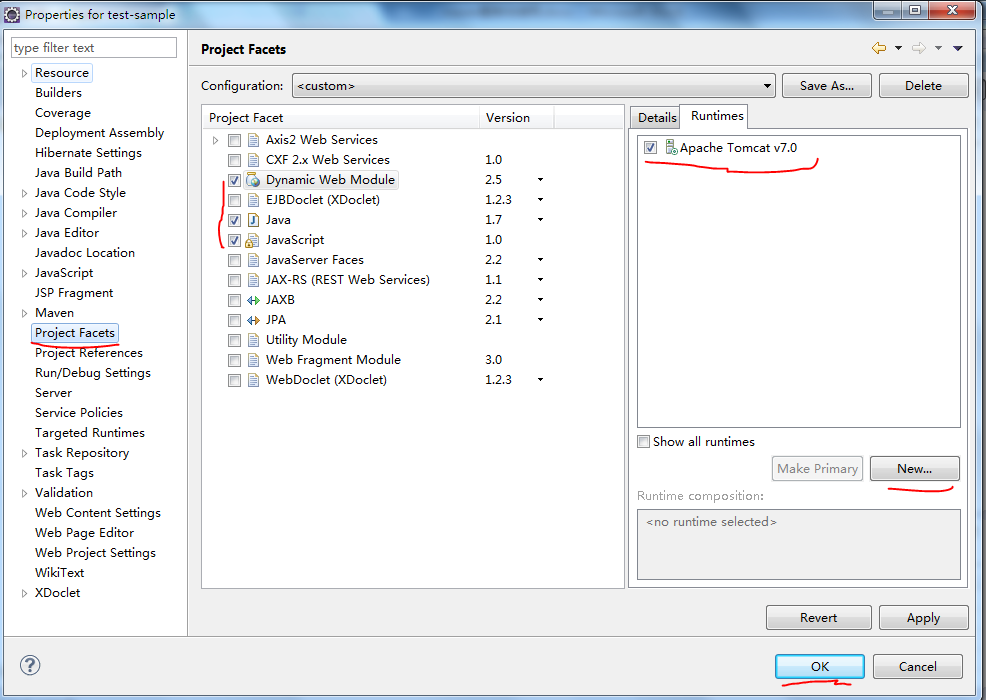 Properties for test-sample
type filter text
Resource
Builders
Coverage
Deployment Assembly
Hibernate Settings
Java Build Path
Java Code Style
Java Compiler
Java Editor
Javadoc Location
JavaScript
JSP Fragment
Maven
Project Facets
Project References
Run/Debug Settings
Server
Service Policies
Targeted Runtimes
Task Repository
Task Tags
Validation
Web Content Settings
Web Page Editor
Web Project Settings
WikiText
XDoclet
Project Facets
Configuration: <custom> Save As... Delete
Project Facet Version
Axis2 Web Services
CXF 2.x Web Services 1.0
Dynamic Web Module 2.5
EJBDoclet (XDoclet) 1.2.3
Java 1.7
JavaScript 1.0
JavaServer Faces 2.2
JAX-RS (REST Web Services) 1.1
JAXB 2.2
JPA 2.1
Utility Module
Web Fragment Module 3.0
WebDoclet (XDoclet) 1.2.3
Details Runtimes
Apache Tomcat v7.0
Show all runtimes
Make Primary New...
Runtime composition:
<no runtime selected>
Revert Apply
OK Cancel